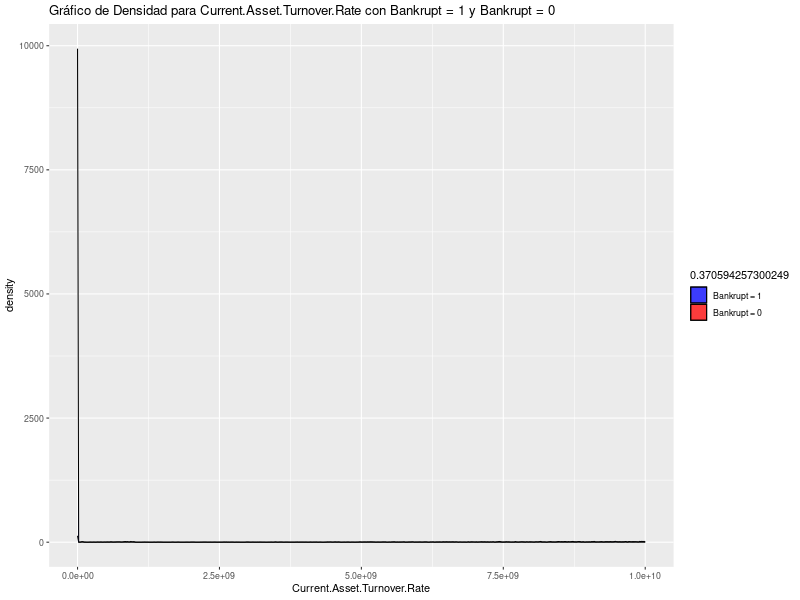 Gráfico de Densidad para Current.Asset.Turnover.Rate con Bankrupt = 1 y Bankrupt = 0
10000
7500
5000
2500
0
density
0.0e+00 2.5e+09 5.0e+09 7.5e+09 1.0e+10
Current.Asset.Turnover.Rate
0.370594257300249
Bankrupt = 1
Bankrupt = 0